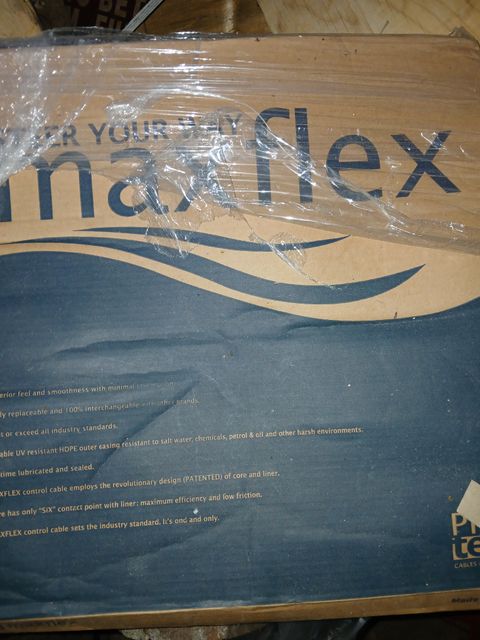 YOUR WAY
maxflex
erior feel and smoothness with minimal
ly replaceable and 100% interchangeable with other brands.
t or exceed all industry standards.
able UV resistant HDPE outer casing resistant to salt water, chemicals, petrol & oil and other harsh environments.
time lubricated and sealed.
XFLEX control cable employs the revolutionary design (PATENTED) of core and liner.
re has only "SIX" contact point with liner: maximum efficiency and low friction.
XFLEX control cable sets the industry standard. It's one and only.
te
CABLES
Made